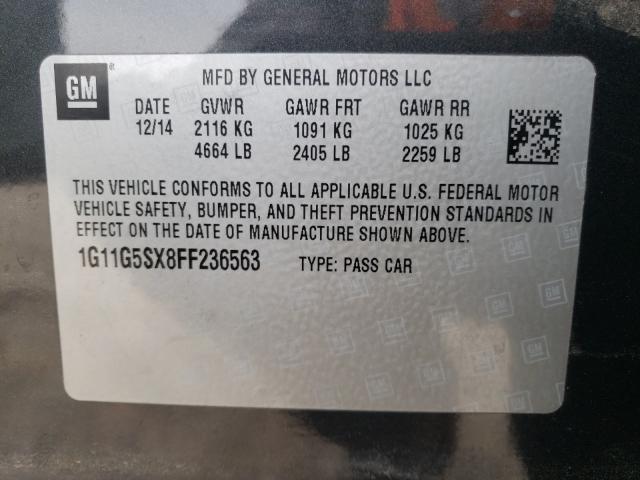 GM ®
MFD BY GENERAL MOTORS LLC
DATE GVWR GAWR FRT GAWR RR
12/14 2116 KG 1091 KG 1025 KG
4664 LB 2405 LB 2259 LB
THIS VEHICLE CONFORMS TO ALL APPLICABLE U.S. FEDERAL MOTOR
VEHICLE SAFETY, BUMPER, AND THEFT PREVENTION STANDARDS IN
EFFECT ON THE DATE OF MANUFACTURE SHOWN ABOVE.
1G11G5SX8FF236563 TYPE: PASS CAR